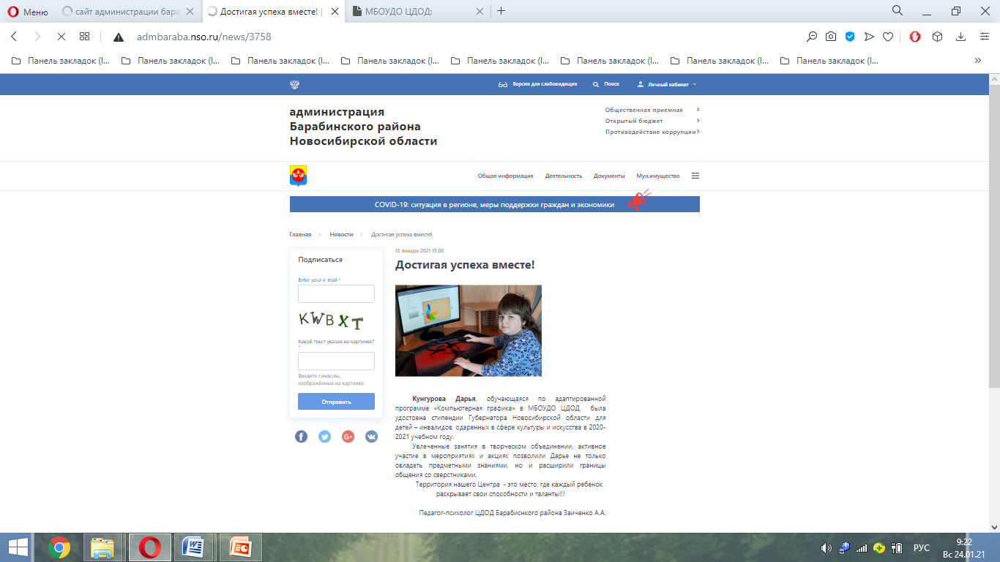 Меню
сайт администрации бара
Достигая успеха вместе! |
МБОУДО ЦДОД:
admbaraba.nso.ru/news/3758
Панель закладок (I... Панель закладок (I... Панель закладок (I... Панель закладок (I... Панель закладок (I... Панель закладок (I... Панель закладок (I... Панель закладок (I...
Версия для слабовидящих Поиск Личный кабинет
администрация
Барабинского района
Новосибирской области
Общественная приемная
Открытый бюджет
Противодействие коррупции
Общая информация Деятельность Документы Мун.имущество
COVID-19: ситуация в регионе, меры поддержки граждан и экономики
Главная Новости Достигая успеха вместе!
Подписаться
Enter your e-mail *
KWBXT
Какой текст указан на картинке?
*
Введите символы,
изображённые на картинке.
Отправить
15 января 2021 15:00
Достигая успеха вместе!
Кунгурова Дарья, обучающаяся по адаптированной
программе «Компьютерная графика» в МБОУДО ЦДОД, была
удостоена стипендии Губернатора Новосибирской области для
детей – инвалидов, одаренных в сфере культуры и искусства в 2020-
2021 учебном году.
Увлеченные занятия в творческом объединении, активное
участие в мероприятиях и акциях позволили Дарье не только
овладеть предметными знаниями, но и расширили границы
общения со сверстниками.
Территория нашего Центра - это место, где каждый ребенок
раскрывает свои способности и таланты!!!
Педагог-психолог ЦДОД Барабиснкого района Заиченко А.А.
РУС
9:22
Вс 24.01.21